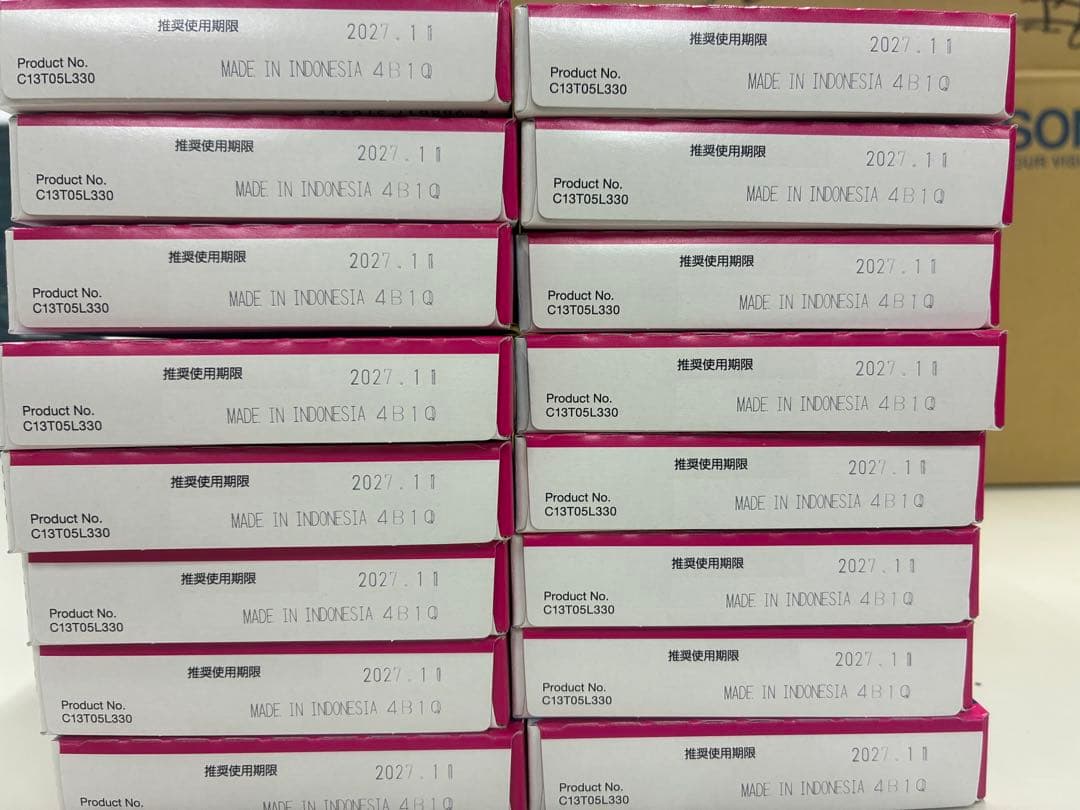 推奨使用期限 2027.11
Product No.
C13T05L330 MADE IN INDONESIA 4B1Q
推奨使用期限 2027.11
Product No.
C13T05L330 MADE IN INDONESIA 4B1Q
推奨使用期限 2027.11
Product No.
C13T05L330 MADE IN INDONESIA 4B1Q
推奨使用期限 2027.11
Product No.
C13T05L330 MADE IN INDONESIA 4B1Q
推奨使用期限 2027.11
Product No.
C13T05L330 MADE IN INDONESIA 4B1Q
推奨使用期限 2027.11
Product No.
C13T05L330 MADE IN INDONESIA 4B1Q
推奨使用期限 2027.11
Product No.
C13T05L330 MADE IN INDONESIA 4B1Q
推奨使用期限 2027.11
Product No.
MADE IN INDONESIA 4B1Q
推奨使用期限 2027.11
Product No.
C13T05L330 MADE IN INDONESIA 4B1Q
推奨使用期限 2027.11
Product No.
C13T05L330 MADE IN INDONESIA 4B1Q
推奨使用期限 2027.11
Product No.
C13T05L330 MADE IN INDONESIA 4B1Q
推奨使用期限 2027.11
Product No.
C13T05L330 MADE IN INDONESIA 4B1Q
推奨使用期限 2027.11
Product No.
C13T05L330 MADE IN INDONESIA 4B1Q
推奨使用期限 2027.11
Product No.
C13T05L330 MADE IN INDONESIA 4B1Q
推奨使用期限 2027.11
Product No.
C13T05L330 MADE IN INDONESIA 4B1Q
推奨使用期限 2027.11
Product No.
C13T05L330 MADE IN INDONESIA 4B1Q